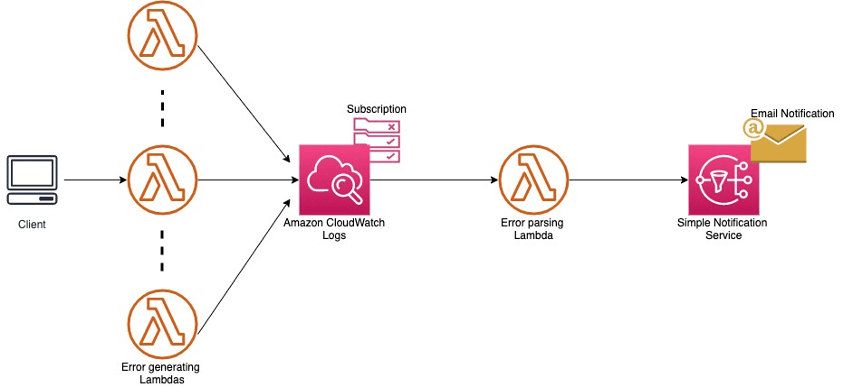 Subscription
Email Notification
@
Client
Amazon CloudWatch
Logs
Error parsing
Lambda
Simple Notification
Service
Error generating
Lambdas